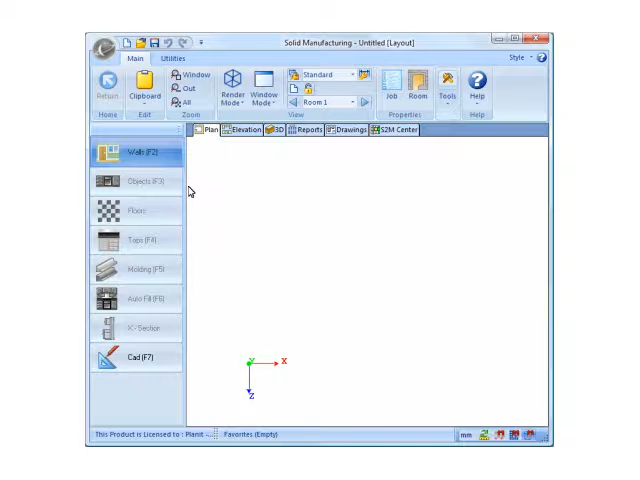 Solid Manufacturing - Untitled [Layout]
Main Utilities Style
Return
Home
Clipboard
Edit
Window
Out
All
Zoom
Render Mode
Window Mode
Standard
Room 1
View
Job Room
Properties
Tools
Help
Help
Plan Elevation 3D Reports Drawings S2M Center
Walls (F2)
Objects (F3)
Floors
Tops (F4)
Molding (F5)
Auto Fill (F6)
X - Section
Cad (F7)
Y X
Z
This Product is Licensed to : Planit -... Favorites (Empty) mm